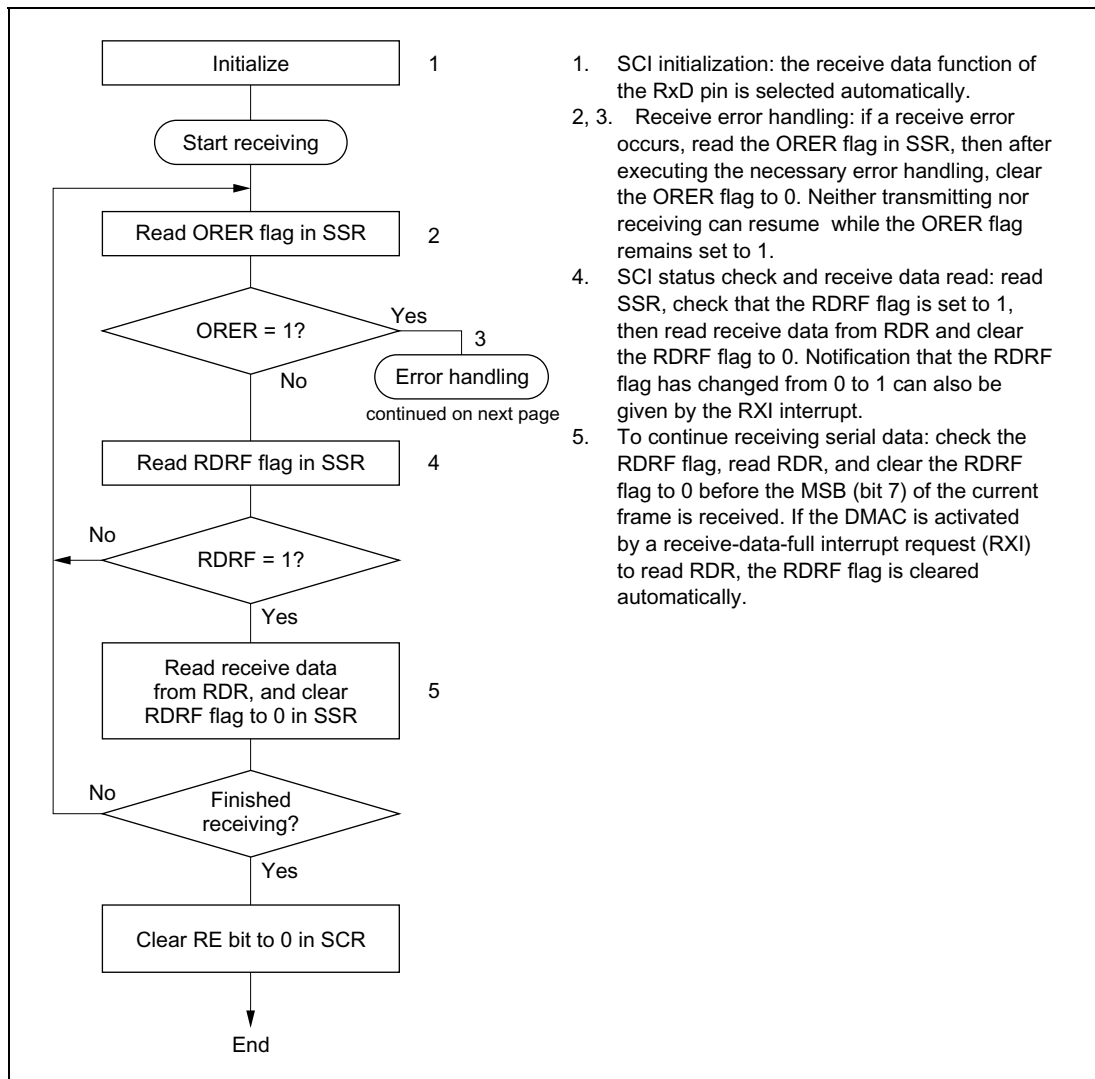 Initialize
1
Start receiving
Read ORER flag in SSR
2
ORER = 1?
Yes
3
No
Error handling
continued on next page
Read RDRF flag in SSR
4
No
RDRF = 1?
Yes
Read receive data
from RDR, and clear
RDRF flag to 0 in SSR
5
No
Finished
receiving?
Yes
Clear RE bit to 0 in SCR
End
1. SCI initialization: the receive data function of
the RxD pin is selected automatically.
2, 3. Receive error handling: if a receive error
occurs, read the ORER flag in SSR, then after
executing the necessary error handling, clear
the ORER flag to 0. Neither transmitting nor
receiving can resume while the ORER flag
remains set to 1.
4. SCI status check and receive data read: read
SSR, check that the RDRF flag is set to 1,
then read receive data from RDR and clear
the RDRF flag to 0. Notification that the RDRF
flag has changed from 0 to 1 can also be
given by the RXI interrupt.
5. To continue receiving serial data: check the
RDRF flag, read RDR, and clear the RDRF
flag to 0 before the MSB (bit 7) of the current
frame is received. If the DMAC is activated
by a receive-data-full interrupt request (RXI)
to read RDR, the RDRF flag is cleared
automatically.